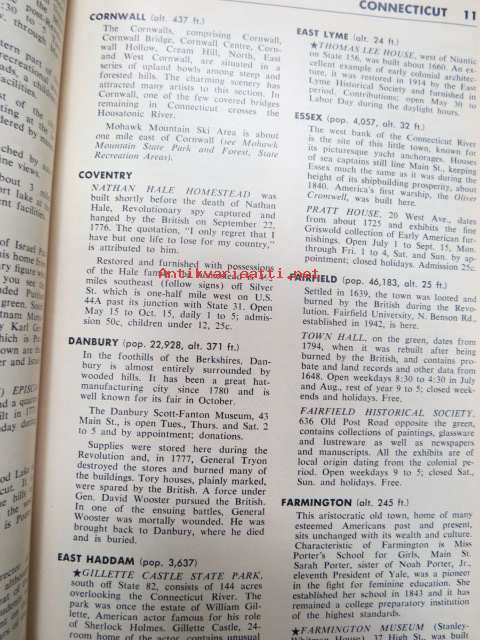 CONNECTICUT 11
CORNWALL (alt. 437 ft.)
The Cornwalls, comprising Cornwall,
Cornwall Bridge, Cornwall Centre, Corn-
wall Hollow, Cream Hill, North, East
and West Cornwall, are situated in a
series of upland bowls among steep and
forested hills. The charming scenery has
attracted many artists to this section. In
Cornwall, one of the few covered bridges
remaining in Connecticut crosses the
Housatonic River.
Mohawk Mountain Ski Area is about
one mile east of Cornwall (see Mohawk
Mountain State Park and Forest, State
Recreation Areas).
COVENTRY
NATHAN HALE HOMESTEAD was
built shortly before the death of Nathan
Hale, Revolutionary spy captured and
hanged by the British on September 22,
1776. The quotation, "I only regret that I
have but one life to lose for my country,"
is attributed to him.
Restored and furnished with possessions
of the Hale family
miles southeast (follow signs) off Silver
St. which is one-half mile west on U.S.
44A past its junction with State 31. Open
May 15 to Oct. 15, daily 1 to 5; admis-
sion 50c, children under 12, 25c.
DANBURY (pop. 22,928, alt. 371 ft.)
In the foothills of the Berkshires, Dan-
bury is almost entirely surrounded by
wooded hills. It has been a great hat-
manufacturing city since 1780 and is
well known for its fair in October.
The Danbury Scott-Fanton Museum, 43
Main St., is open Tues., Thurs. and Sat. 2
to 5 and by appointment; donations.
Supplies were stored here during the
Revolution and, in 1777, General Tryon
destroyed the stores and burned many of
the buildings. Tory houses, plainly marked,
were spared by the British. A force under
Gen. David Wooster pursued the British.
In one of the ensuing battles, General
Wooster was mortally wounded. He was
brought back to Danbury, where he died
and is buried.
EAST HADDAM (pop. 3,637)
★GILLETTE CASTLE STATE PARK,
south off State 82, consists of 144 acres
overlooking the Connecticut River. The
park was once the estate of William Gil-
lette, American actor famous for his role
of Sherlock Holmes. Gillette Castle, 24-
room home of the actor, contains unusual
EAST LYME (alt. 24 ft.)
★THOMAS LEE HOUSE, west of Niantic
on State 156, was built about 1660. An ex-
cellent example of early colonial architec-
ture, it was restored in 1914 by the East
Lyme Historical Society and furnished in
period. Contributions; open May 30 to
Labor Day during the daylight hours.
ESSEX (pop. 4,057, alt. 32 ft.)
The west bank of the Connecticut River
is the site of this little town, known for
its picturesque yacht anchorages. Houses
of sea captains still line Main St., keeping
Essex much the same as it was during the
height of its shipbuilding prosperity, about
1840. America's first warship, the Oliver
Cromwell, was built here.
PRATT HOUSE, 20 West Ave., dates
from about 1725 and exhibits the fine
Griswold collection of Early American fur-
nishings. Open July 1 to Sept. 15, Mon.
through Fri. 1 to 4, Sat. and Sun. by ap-
pointment; closed holidays. Admission 25c.
FAIRFIELD (pop. 46,183, alt. 25 ft.)
Settled in 1639, the town was looted and
burned by the British during the Revo-
lution. Fairfield University, N. Benson Rd.,
established in 1942, is here.
TOWN HALL, on the green, dates from
1794, when it was rebuilt after being
burned by the British, and contains pro-
bate and land records and other data from
1648. Open weekdays 8:30 to 4:30 in July
and Aug., rest of year 9 to 5; closed week-
ends and holidays. Free.
FAIRFIELD HISTORICAL SOCIETY,
636 Old Post Road opposite the green,
contains collections of paintings, glassware
and lustreware as well as newspapers
and manuscripts. All the exhibits are of
local origin dating from the colonial pe-
riod. Open weekdays 9 to 5; closed Sat.,
Sun. and holidays. Free.
FARMINGTON (alt. 245 ft.)
This aristocratic old town, home of many
esteemed Americans past and present,
sits unchanged with its wealth and culture.
Characteristic of Farmington is Miss
Porter's School for Girls, Main St.
Sarah Porter, sister of Noah Porter, Jr.,
eleventh President of Yale, was a pioneer
in the fight for feminine education. She
established her school in 1843 and it has
remained a college preparatory institution
of the highest standards.
★FARMINGTON MUSEUM (Stanley-
Antikvariaatti.net